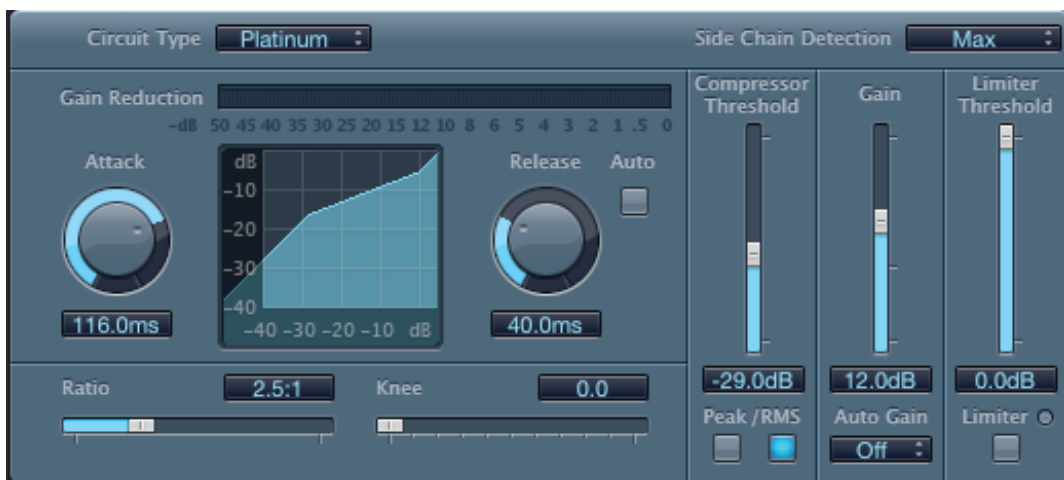 Circuit Type Platinum Side Chain Detection Max
Gain Reduction
-dB 50 45 40 35 30 25 20 15 12 10 8 6 5 4 3 2 1 .5 0
Attack
116.0ms
dB
-10
-20
-30
-40
-40 -30 -20 -10 dB
Release
40.0ms
Auto
Ratio 2.5:1
Knee 0.0
Compressor
Threshold
-29.0dB
Peak /RMS
Gain
12.0dB
Auto Gain
Off
Limiter
Threshold
0.0dB
Limiter